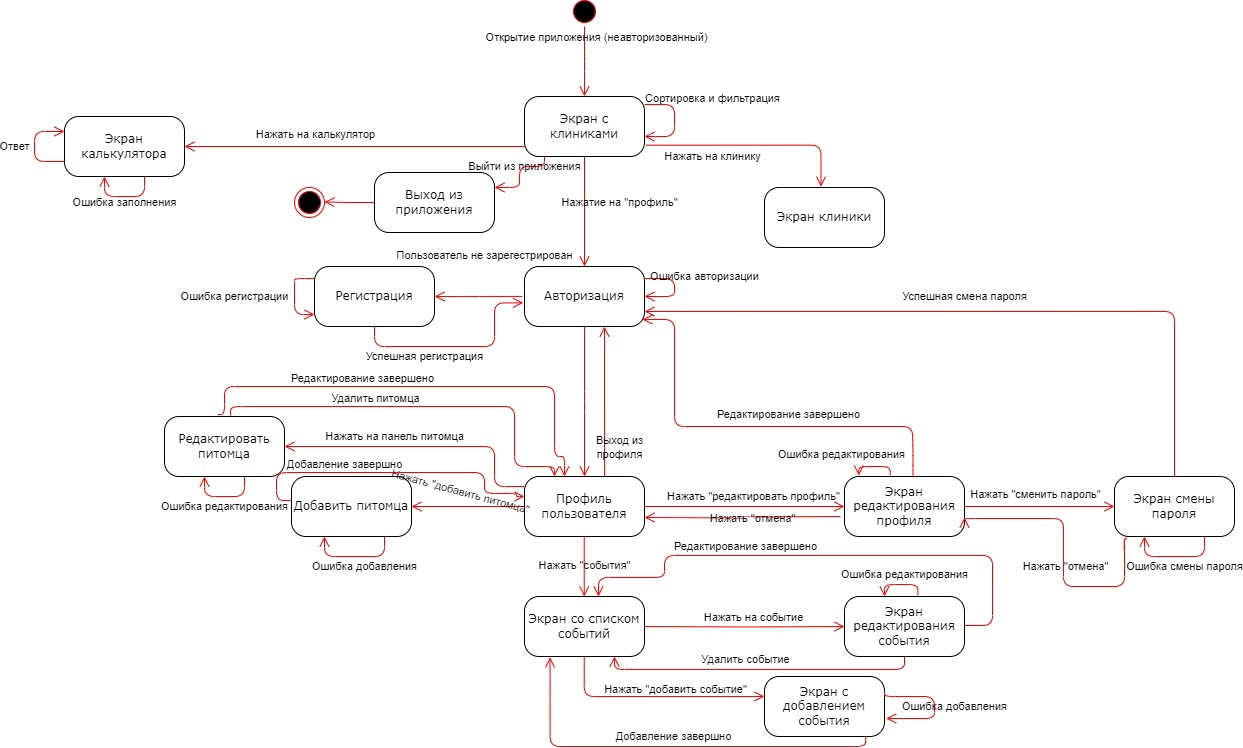 Открытие приложения (неавторизованный)
Сортировка и фильтрация
Экран с
клиниками
Нажать на калькулятор
Экран
калькулятора
Ответ
Ошибка заполнения
Нажать на клинику
Выйти из приложения
Выход из
приложения
Нажатие на "профиль"
Экран клиники
Пользователь не зарегестрирован
Ошибка авторизации
Ошибка регистрации
Регистрация
Авторизация
Успешная смена пароля
Успешная регистрация
Редактирование завершено
Удалить питомца
Редактирование завершено
Редактировать
питомца
Нажать на панель питомца
Выход из
профиля
Ошибка редактирования
Добавление завершно
Нажать "добавить питомца"
Ошибка редактирования
Добавить питомца
Профиль
пользователя
Нажать "редактировать профиль"
Нажать "отмена"
Экран
редактирования
профиля
Нажать "сменить пароль"
Экран смены
пароля
Ошибка добавления
Нажать "события"
Редактирование завершено
Нажать "отмена"
Ошибка смены пароля
Ошибка редактирования
Экран со списком
событий
Нажать на событие
Экран
редактирования
события
Удалить событие
Нажать "добавить событие"
Экран с
добавлением
события
Ошибка добавления
Добавление завершно